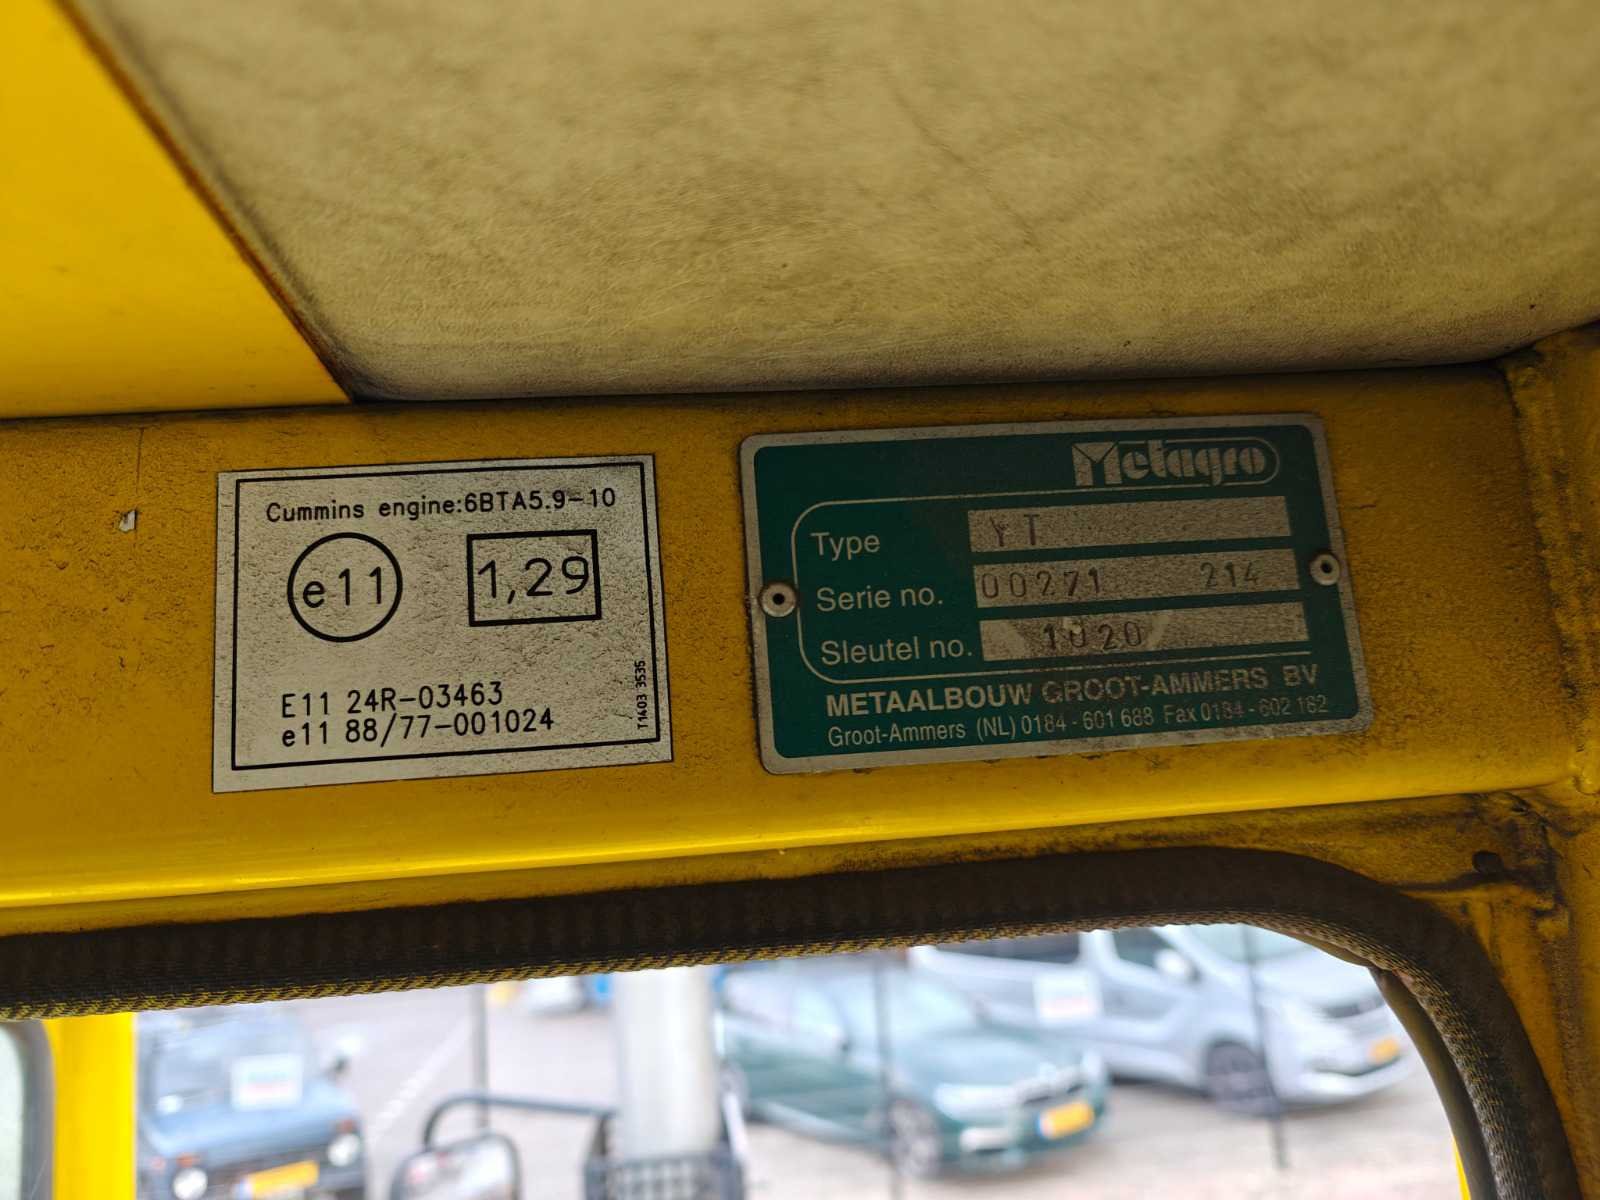 Cummins engine:6BTA5.9-10
e11 1,29
E11 24R-03463
e11 88/77-001024
T1403 3535
Metagro
Type YT
Serie no. 00271 214
Sleutel no. 1020
METAALBOUW GROOT-AMMERS BV
Groot-Ammers (NL) 0184-601 688 Fax 0184-602 162